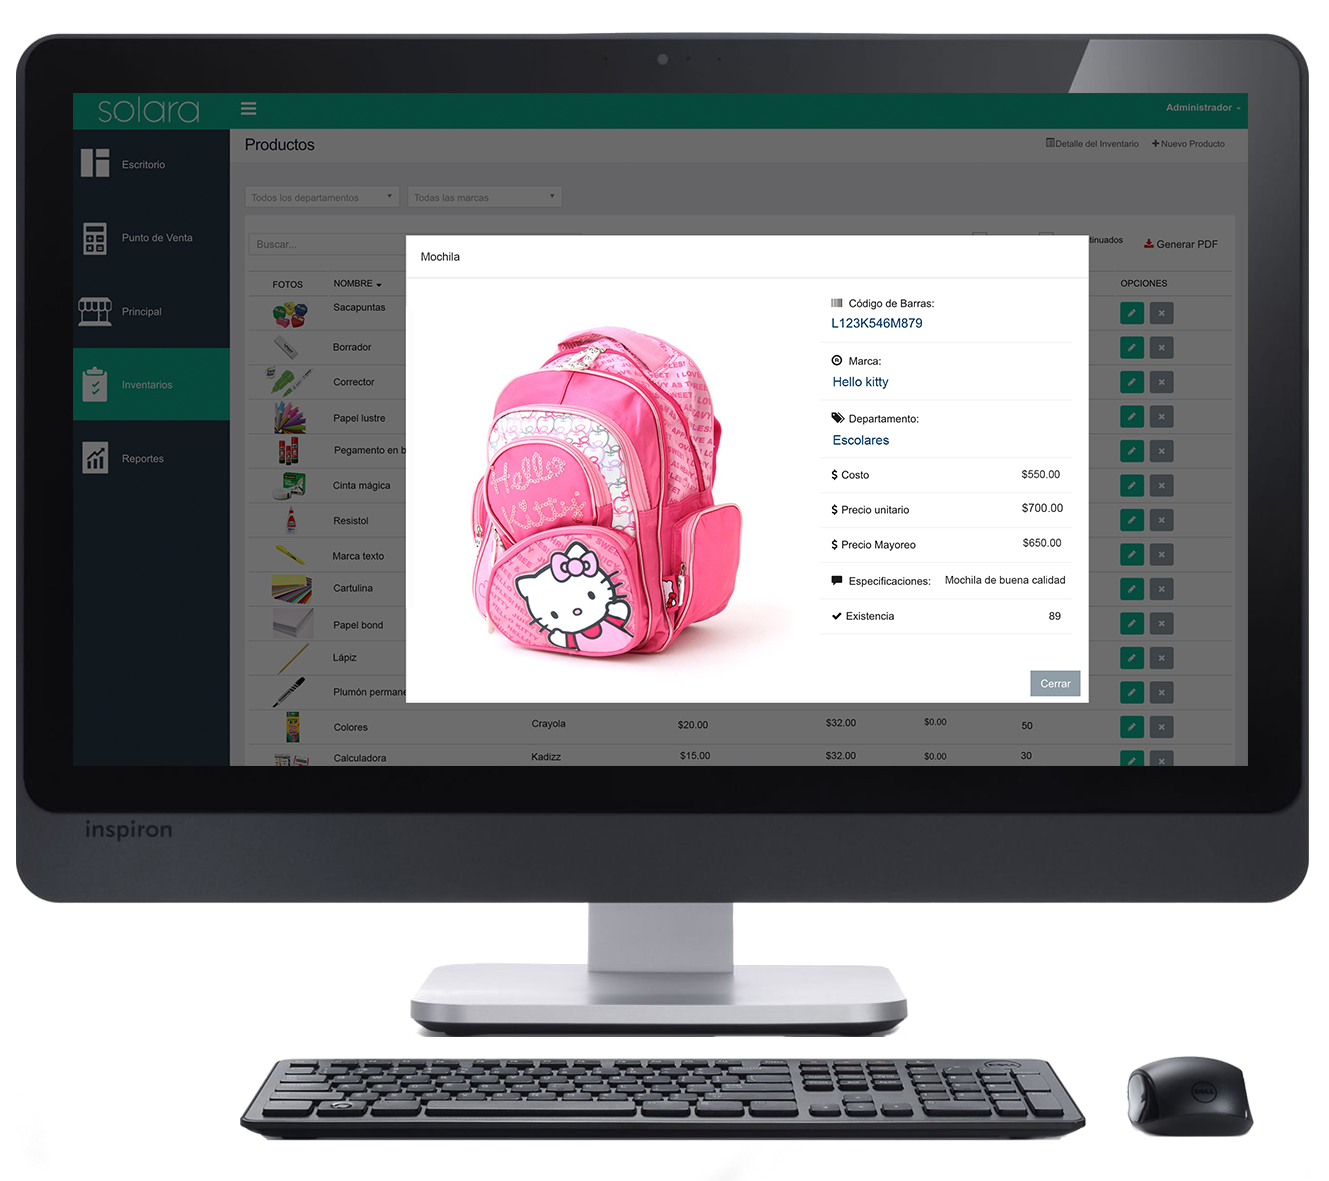 solara
Administrador
Productos
Detalle del Inventario
Nuevo Producto
Escritorio
Punto de Venta
Principal
Inventarios
Reportes
Todos los departamentos
Todas las marcas
Buscar...
tinuados
Generar PDF
FOTOS
NOMBRE
OPCIONES
Sacapuntas
Borrador
Corrector
Papel lustre
Pegamento en b
Cinta mágica
Resistol
Marca texto
Cartulina
Papel bond
Lápiz
Plumón permane
Colores Crayola $20.00 $32.00 $0.00 50
Calculadora Kadizz $15.00 $32.00 $0.00 30
Mochila
Hello
Kitty
Código de Barras:
L123K546M879
Marca:
Hello kitty
Departamento:
Escolares
$ Costo $550.00
$ Precio unitario $700.00
$ Precio Mayoreo $650.00
Especificaciones: Mochila de buena calidad
Existencia 89
Cerrar
inspiron
DELL